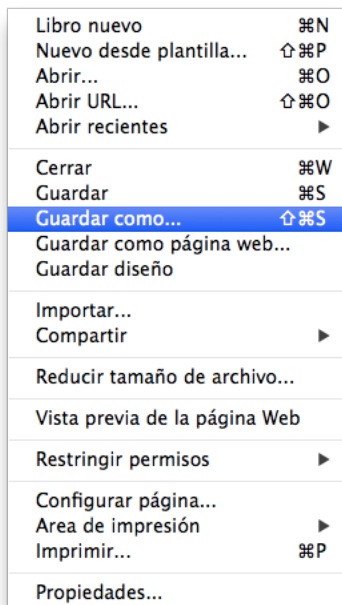 Libro nuevo ⌘N
Nuevo desde plantilla... ⇧⌘P
Abrir... ⌘O
Abrir URL... ⇧⌘O
Abrir recientes ▶
Cerrar ⌘W
Guardar ⌘S
Guardar como... ⇧⌘S
Guardar como página web...
Guardar diseño
Importar...
Compartir ▶
Reducir tamaño de archivo...
Vista previa de la página Web
Restringir permisos ▶
Configurar página...
Area de impresión ▶
Imprimir... ⌘P
Propiedades...